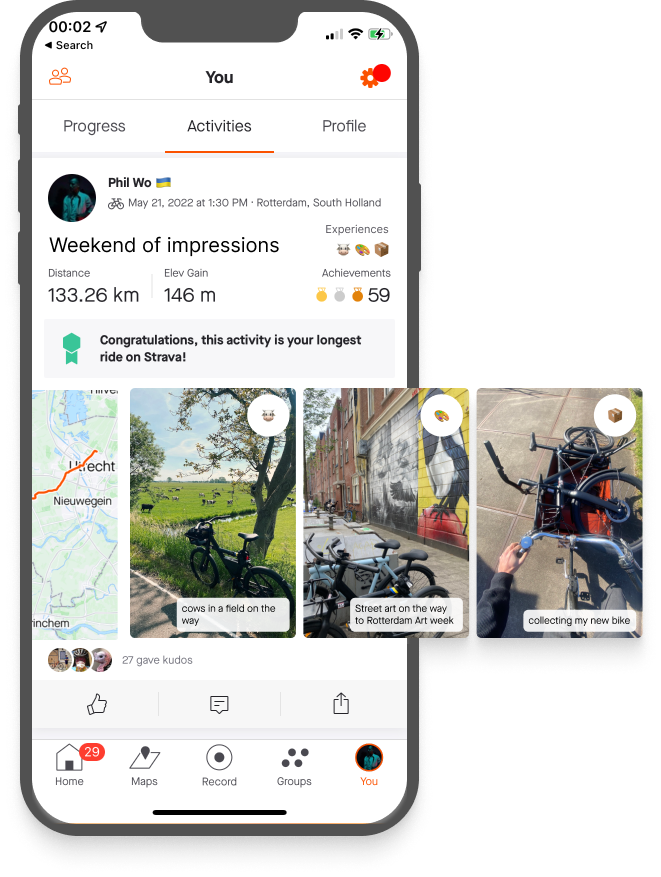 00:02
◀ Search
You
Progress
Activities
Profile
Phil Wo 🇺🇦
May 21, 2022 at 1:30 PM · Rotterdam, South Holland
Experiences
Weekend of impressions
Distance
Elev Gain
Achievements
133.26 km
146 m
59
Congratulations, this activity is your longest
ride on Strava!
Utrecht
Nieuwegein
inchem
cows in a field on the
way
Street art on the way
to Rotterdam Art week
collecting my new bike
27 gave kudos
29
Home
Maps
Record
Groups
You